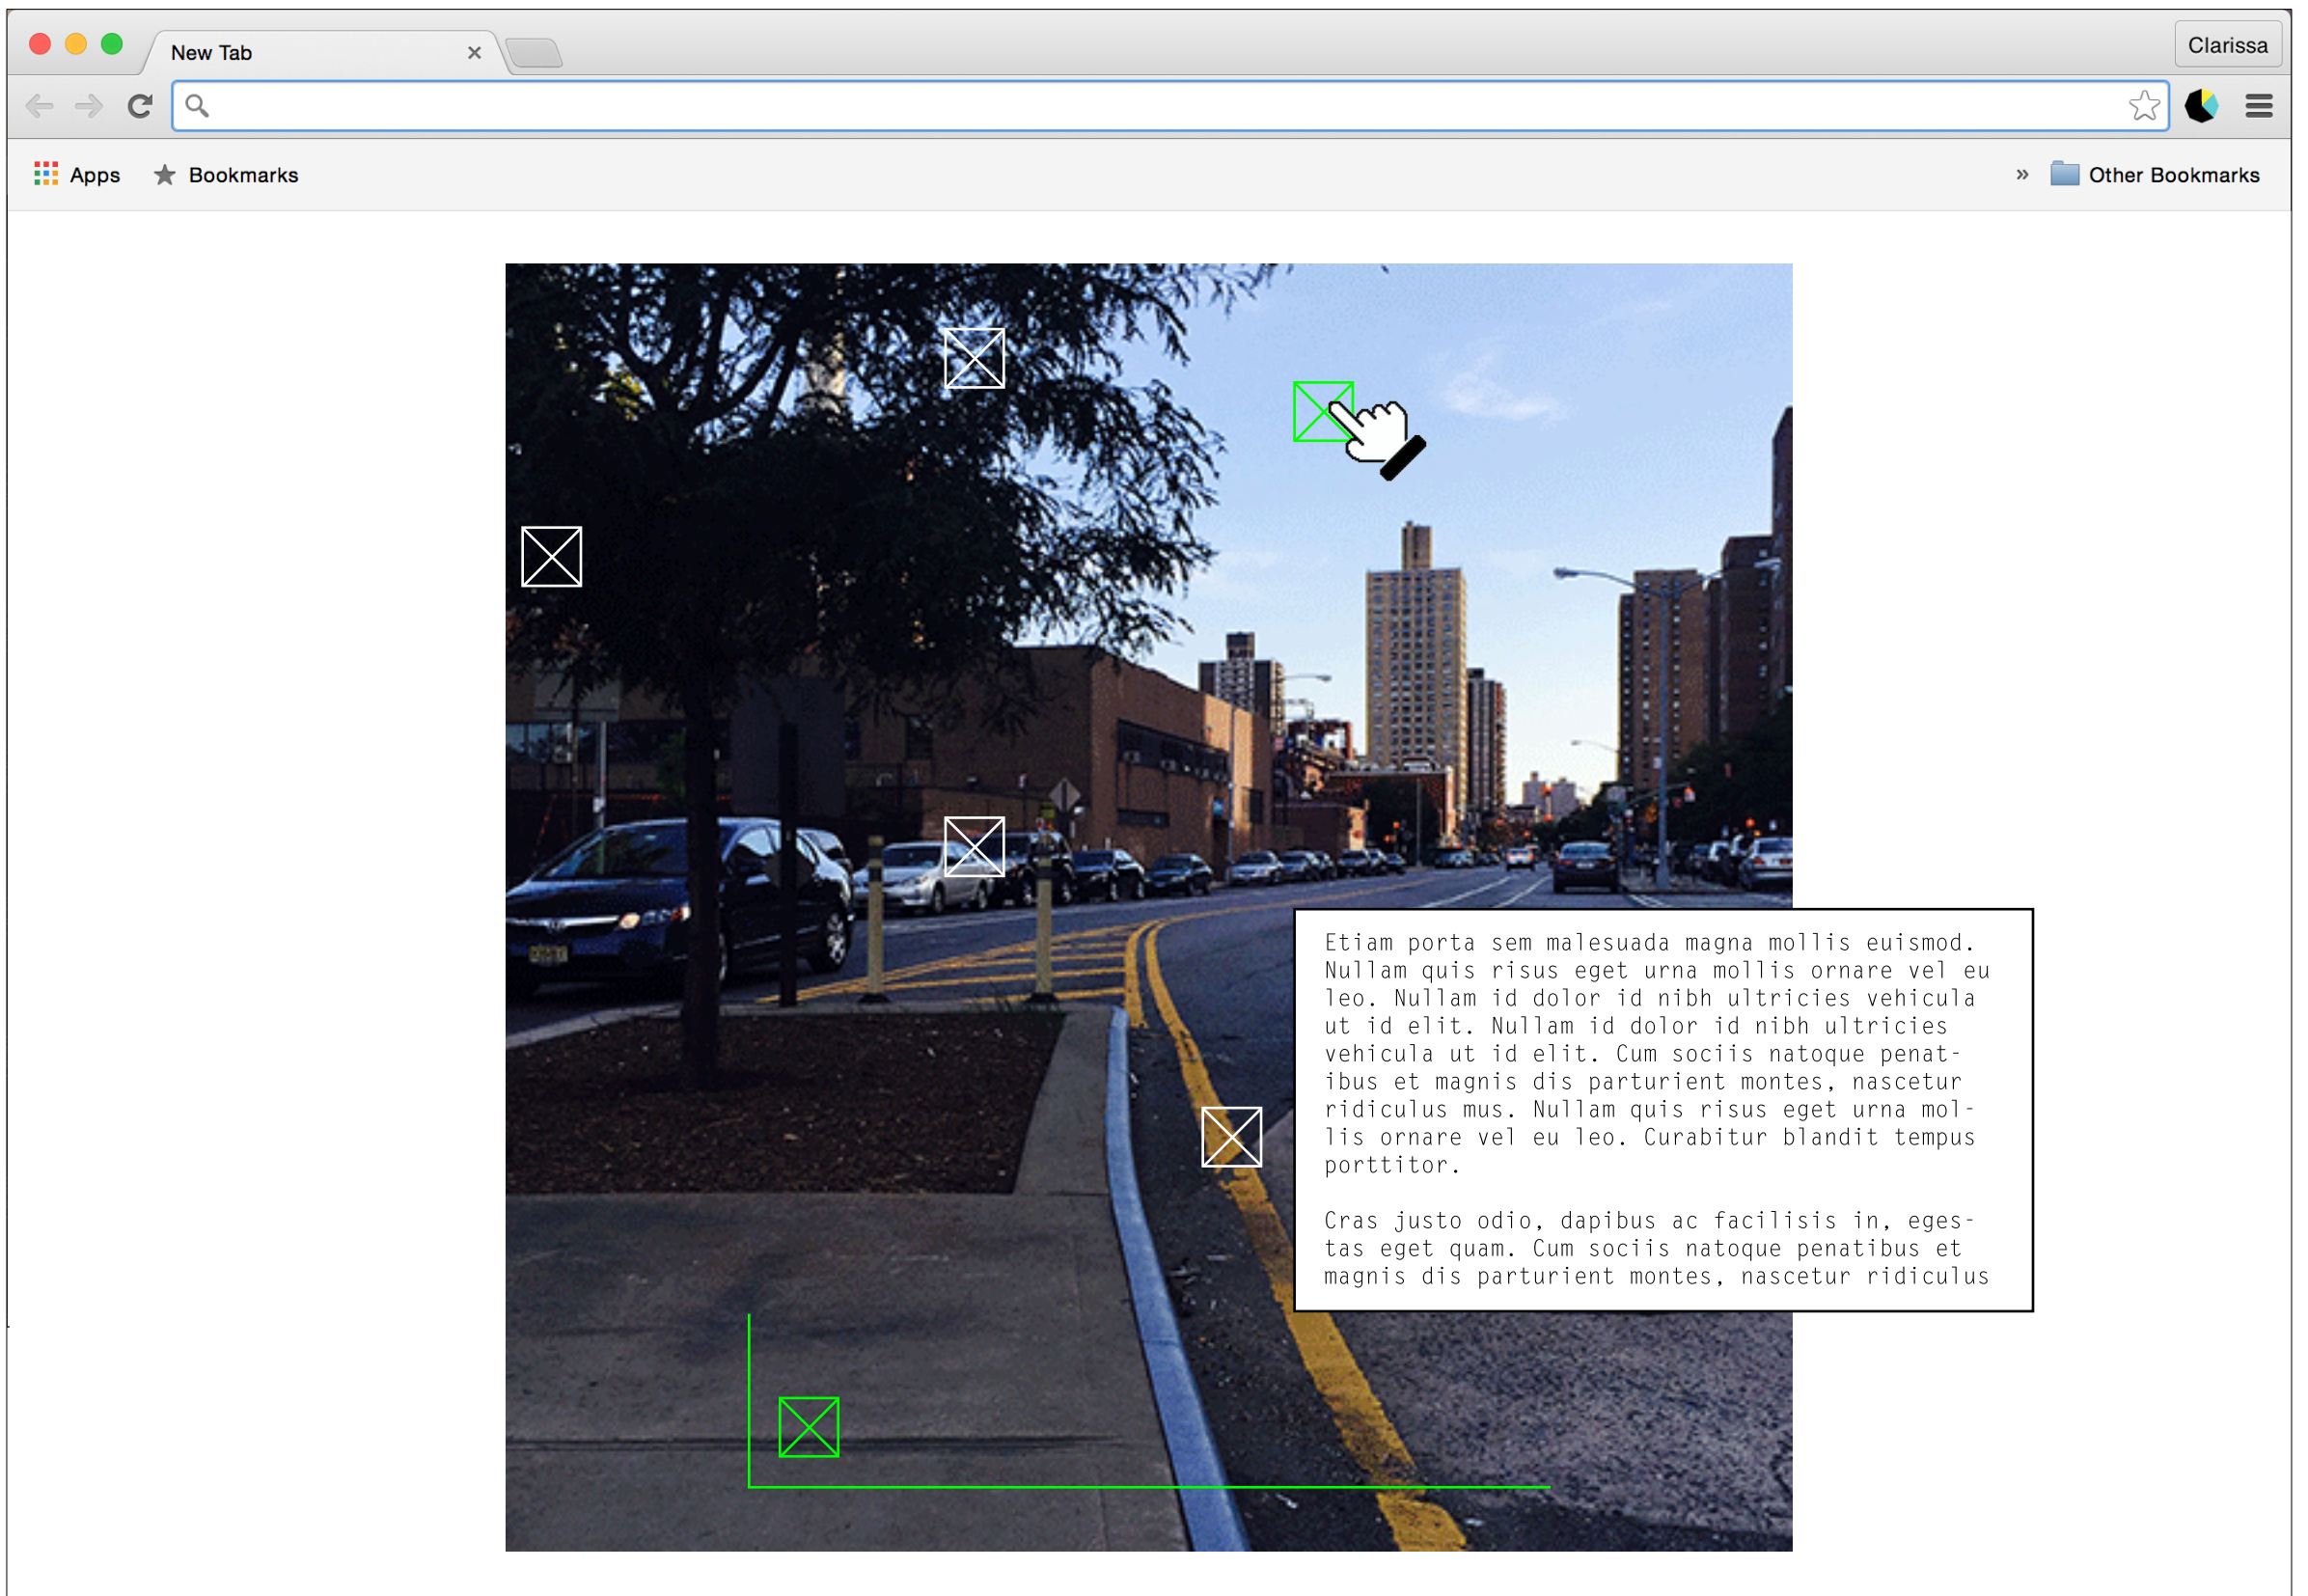 New Tab
Clarissa
Apps
Bookmarks
»
Other Bookmarks
Etiam porta sem malesuada magna mollis euismod.
Nullam quis risus eget urna mollis ornare vel eu
leo. Nullam id dolor id nibh ultricies vehicula
ut id elit. Nullam id dolor id nibh ultricies
vehicula ut id elit. Cum sociis natoque penat-
ibus et magnis dis parturient montes, nascetur
ridiculus mus. Nullam quis risus eget urna mol-
lis ornare vel eu leo. Curabitur blandit tempus
porttitor.
Cras justo odio, dapibus ac facilisis in, eges-
tas eget quam. Cum sociis natoque penatibus et
magnis dis parturient montes, nascetur ridiculus